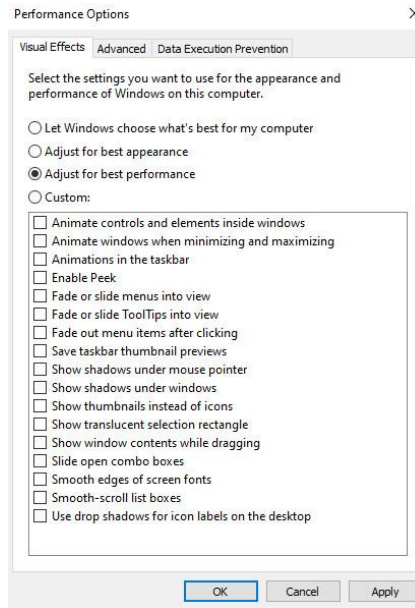 Performance Options
Visual Effects Advanced Data Execution Prevention
Select the settings you want to use for the appearance and
performance of Windows on this computer.
Let Windows choose what's best for my computer
Adjust for best appearance
Adjust for best performance
Custom:
Animate controls and elements inside windows
Animate windows when minimizing and maximizing
Animations in the taskbar
Enable Peek
Fade or slide menus into view
Fade or slide ToolTips into view
Fade out menu items after clicking
Save taskbar thumbnail previews
Show shadows under mouse pointer
Show shadows under windows
Show thumbnails instead of icons
Show translucent selection rectangle
Show window contents while dragging
Slide open combo boxes
Smooth edges of screen fonts
Smooth-scroll list boxes
Use drop shadows for icon labels on the desktop
OK Cancel Apply